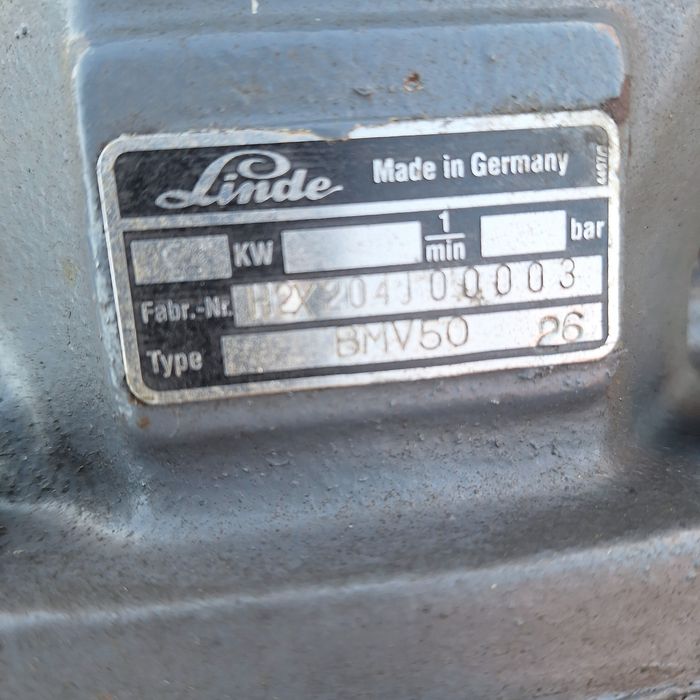 Linde Made in Germany
KW 1/min bar
Fabr.-Nr. H2X204J00003
Type BMV50 26